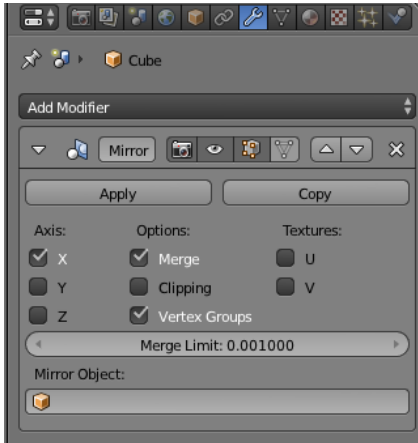 Cube
Add Modifier
Mirror
Apply Copy
Axis: Options: Textures:
X Merge U
Y Clipping V
Z Vertex Groups
Merge Limit: 0.001000
Mirror Object: